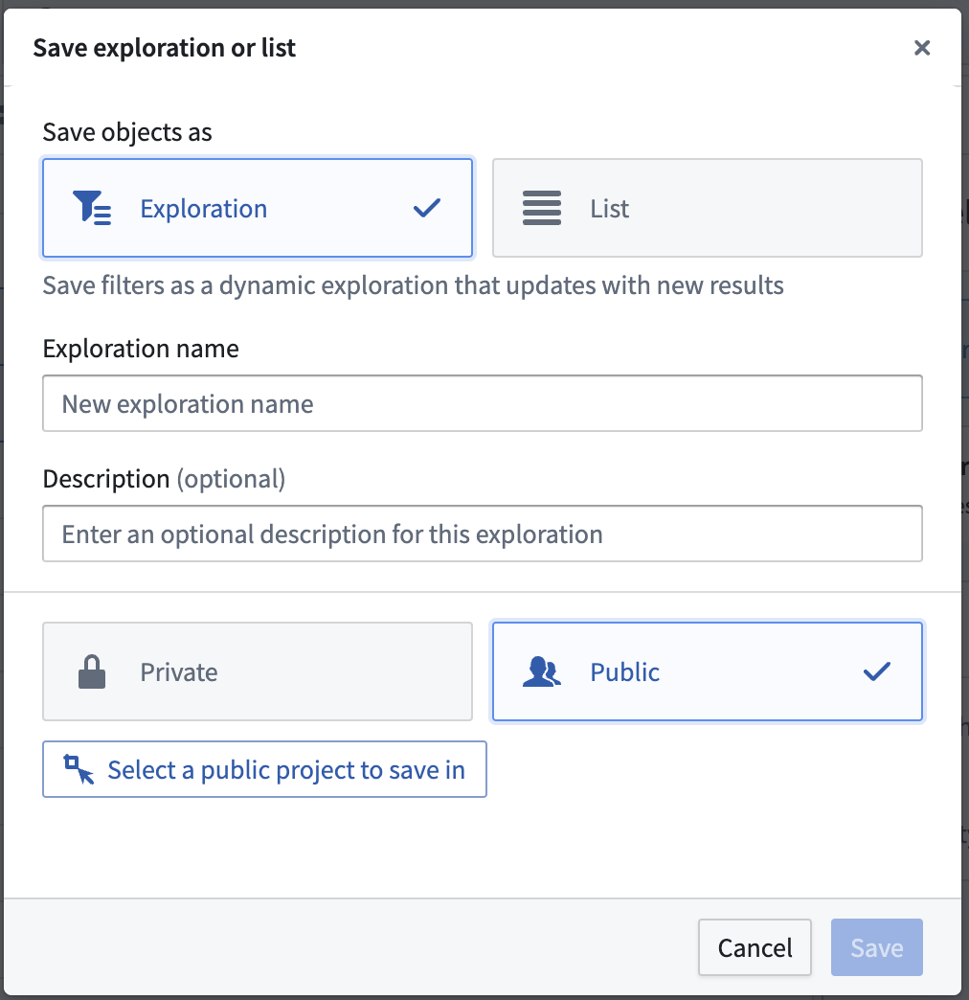 Save exploration or list
Save objects as
Exploration
List
Save filters as a dynamic exploration that updates with new results
Exploration name
New exploration name
Description (optional)
Enter an optional description for this exploration
Private
Public
Select a public project to save in
Cancel
Save